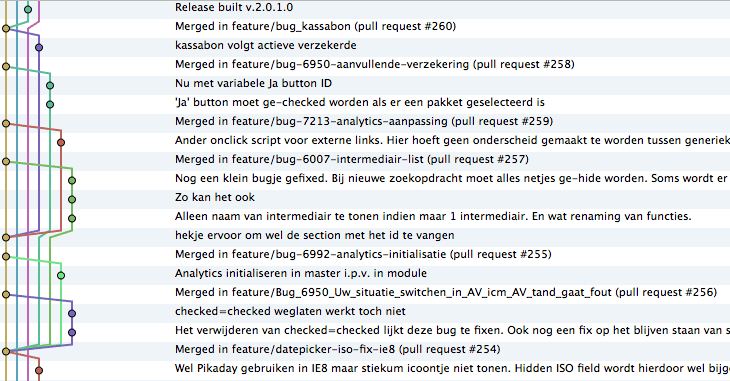 Release built v.2.0.1.0
Merged in feature/bug_kassabon (pull request #260)
kassabon volgt actieve verzekerde
Merged in feature/bug-6950-aanvullende-verzekering (pull request #258)
Nu met variabele Ja button ID
'Ja' button moet ge-checked worden als er een pakket geselecteerd is
Merged in feature/bug-7213-analytics-aanpassing (pull request #259)
Ander onclick script voor externe links. Hier hoeft geen onderscheid gemaakt te worden tussen generiek
Merged in feature/bug-6007-intermediair-list (pull request #257)
Nog een klein bugje gefixed. Bij nieuwe zoekopdracht moet alles netjes ge-hide worden. Soms wordt er
Zo kan het ook
Alleen naam van intermediair te tonen indien maar 1 intermediair. En wat renaming van functies.
hekje ervoor om wel de section met het id te vangen
Merged in feature/bug-6992-analytics-initialisatie (pull request #255)
Analytics initialiseren in master i.p.v. in module
Merged in feature/Bug_6950_Uw_situatie_switchen_in_AV_icm_AV_tand_gaat_fout (pull request #256)
checked=checked weglaten werkt toch niet
Het verwijderen van checked=checked lijkt deze bug te fixen. Ook nog een fix op het blijven staan van s
Merged in feature/datepicker-iso-fix-ie8 (pull request #254)
Wel Pikaday gebruiken in IE8 maar stiekum icoontje niet tonen. Hidden ISO field wordt hierdoor wel bijg